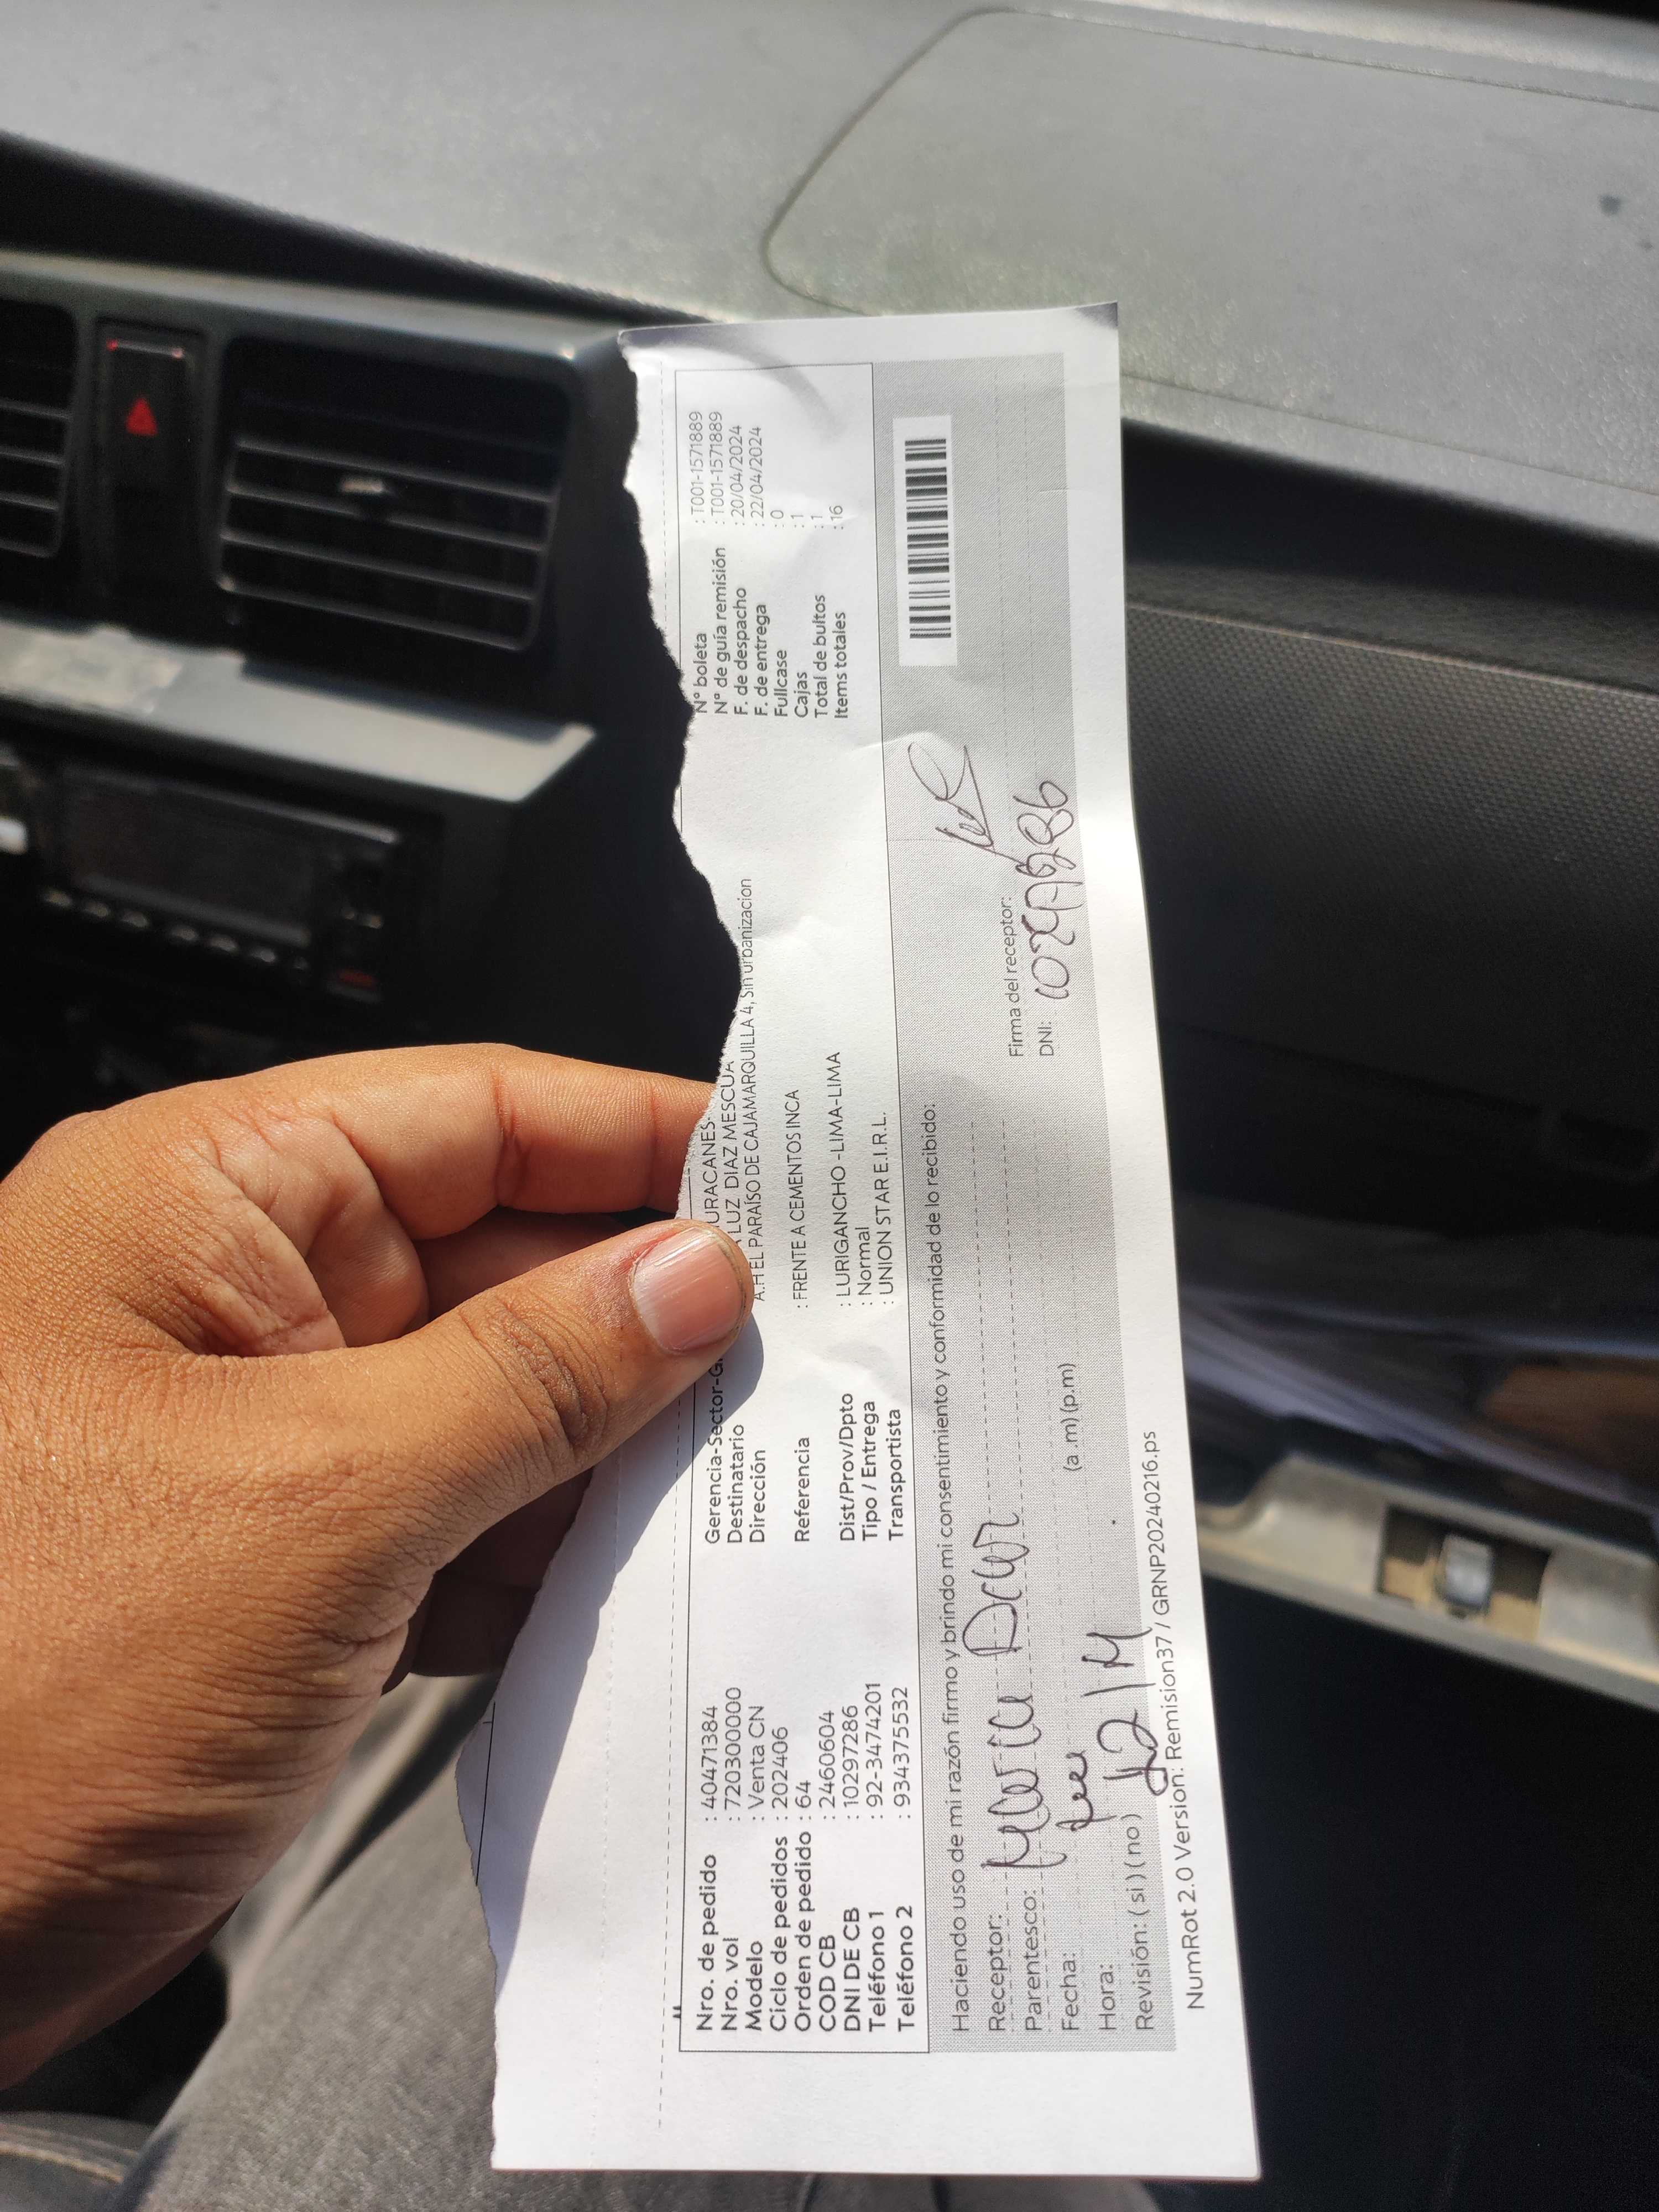 Nro. de pedido : 40471384
Nro. vol : 720300000
Modelo : Venta CN
Ciclo de pedidos : 202406
Orden de pedido : 64
COD CB : 2460604
DNI DE CB : 10297286
Teléfono 1 : 92-3474201
Teléfono 2 : 934375532
Gerencia-Sector-G URACANES
Destinatario LUZ DIAZ MESCUA
Dirección A.H EL PARAÍSO DE CAJAMARQUILLA 4, Sin urbanizacion
Referencia : FRENTE A CEMENTOS INCA
Dist/Prov/Dpto : LURIGANCHO -LIMA-LIMA
Tipo / Entrega : Normal
Transportista : UNION STAR E.I.R.L.
N° boleta : T001-1571889
N° de guía remisión : T001-1571889
F. de despacho : 20/04/2024
F. de entrega : 22/04/2024
Fullcase : 0
Cajas : 1
Total de bultos : 1
Items totales : 16
Haciendo uso de mi razón firmo y brindo mi consentimiento y conformidad de lo recibido:
Receptor:
Parentesco:
Fecha:
Hora: (a.m) (p.m)
Revisión: ( si ) ( no )
Firma del receptor:
DNI: 10297286
NumRot 2.0 Version: Remision37 / GRNP20240216.ps